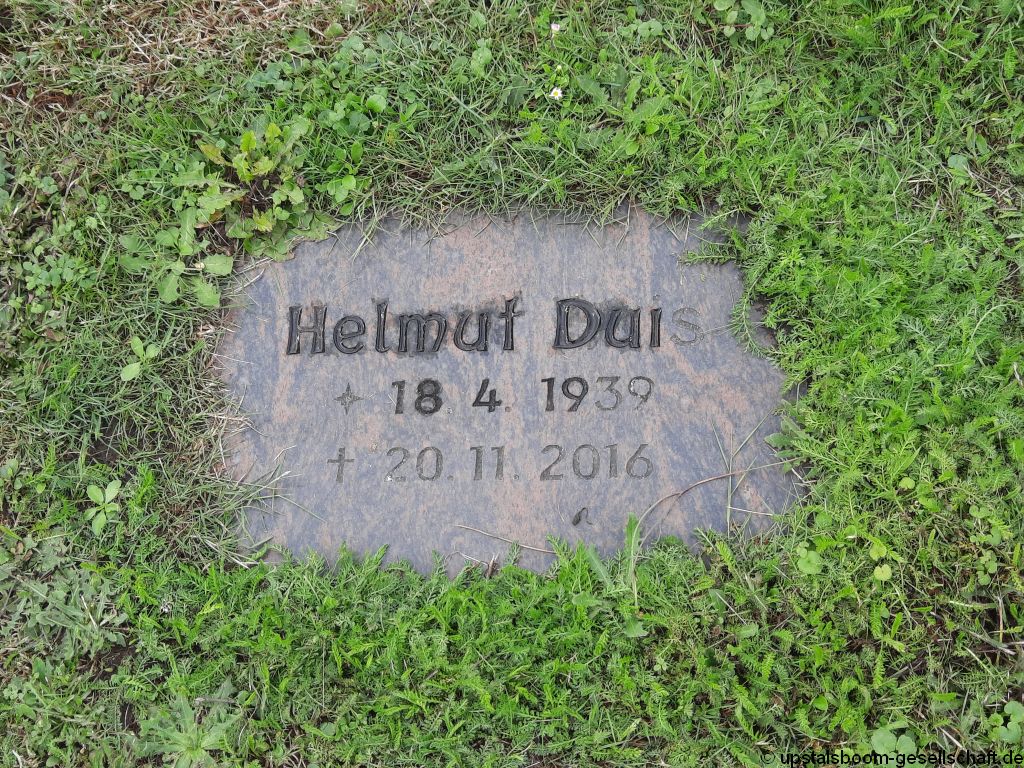 Helmut Duis
✧ 18. 4. 1939
† 20. 11. 2016
© upstalsboom-gesellschaft.de